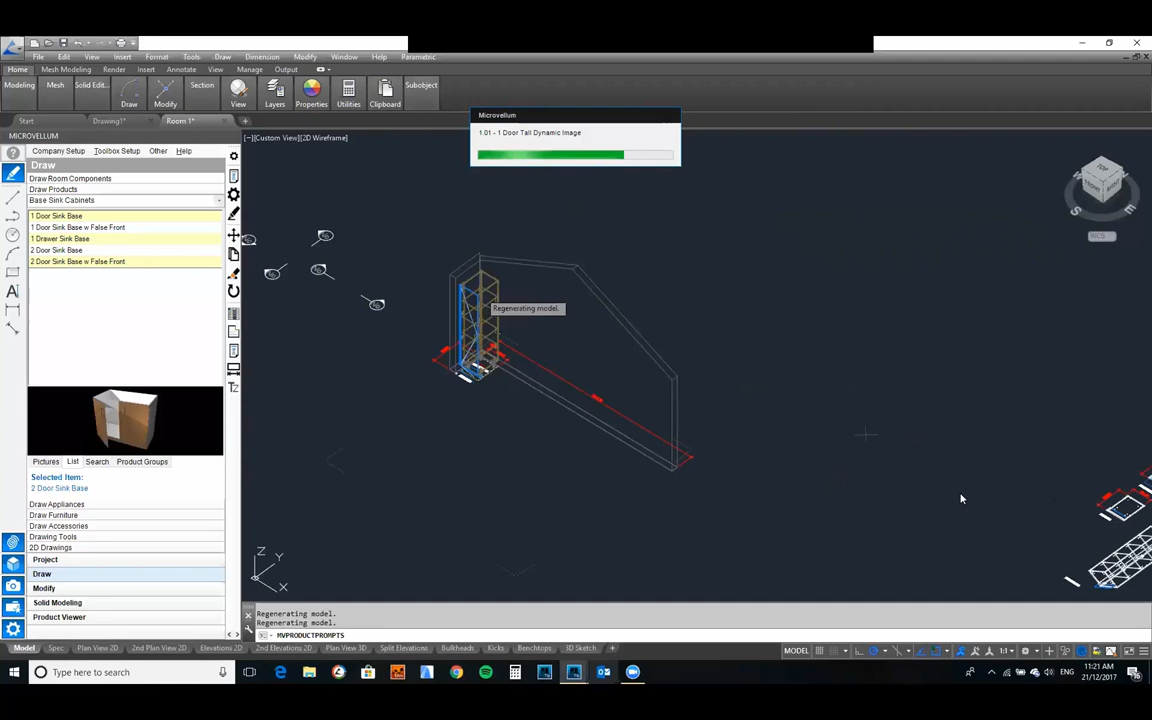 File Edit View Insert Format Tools Draw Dimension Modify Window Help Parametric
Home Mesh Modeling Render Insert Annotate View Manage Output
Modeling Mesh Solid Edit... Draw Modify Section View Layers Properties Utilities Clipboard Subobject
Start Drawing1* Room 1*
MICROVELLUM
[−][Custom View][2D Wireframe]
Microvellum
1.01 - 1 Door Tall Dynamic Image
Company Setup Toolbox Setup Other Help
Draw
Draw Room Components
Draw Products
Base Sink Cabinets
1 Door Sink Base
1 Door Sink Base w False Front
1 Drawer Sink Base
2 Door Sink Base
2 Door Sink Base w False Front
Pictures List Search Product Groups
Selected Item:
2 Door Sink Base
Draw Appliances
Draw Furniture
Draw Accessories
Drawing Tools
2D Drawings
Project
Draw
Modify
Solid Modeling
Product Viewer
TOP
FRONT RIGHT
S E
WCS
Regenerating model.
Z
Y
X
Regenerating model.
Regenerating model.
MVPRODUCTPROMPTS
Model Spec Plan View 2D 2nd Plan View 2D Elevations 2D 2nd Elevations 2D Plan View 3D Split Elevations Bulkheads Kicks Benchtops 3D Sketch
MODEL 1:1
Type here to search
ENG
11:21 AM
21/12/2017